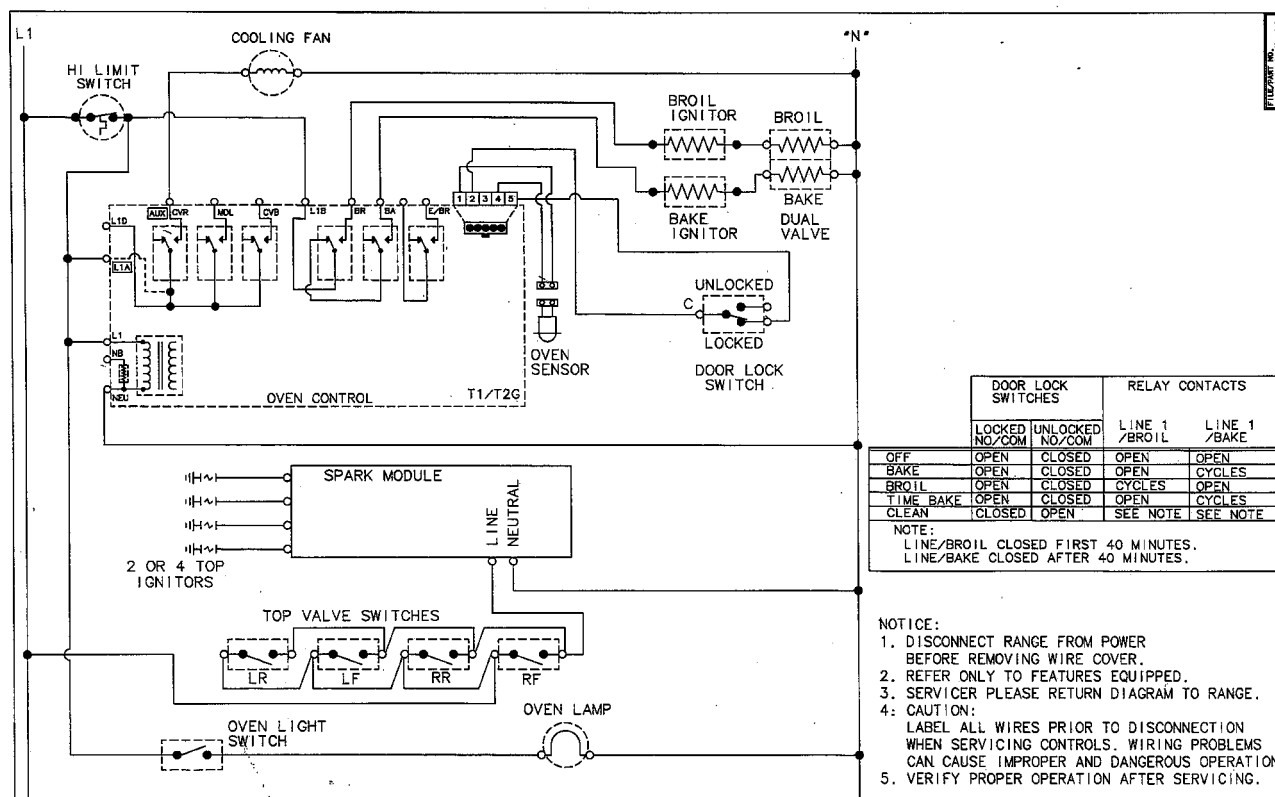 L1
COOLING FAN
"N"
FILE/PART NO.
HI LIMIT
SWITCH
BROIL
IGNITOR
BROIL
BAKE
IGNITOR
BAKE
DUAL
VALVE
1 2 3 4 5
L1D
AUX
CVR
MDL
CVB
L1B
BR
BA
E/BR
L1A
UNLOCKED
C
LOCKED
DOOR LOCK
SWITCH
OVEN
SENSOR
L1
NB
NEU
OVEN CONTROL
T1/T2G
DOOR LOCK
SWITCHES
RELAY CONTACTS
LOCKED
NO/COM
UNLOCKED
NO/COM
LINE 1
/BROIL
LINE 1
/BAKE
OFF OPEN CLOSED OPEN OPEN
BAKE OPEN CLOSED OPEN CYCLES
BROIL OPEN CLOSED CYCLES OPEN
TIME BAKE OPEN CLOSED OPEN CYCLES
CLEAN CLOSED OPEN SEE NOTE SEE NOTE
NOTE:
LINE/BROIL CLOSED FIRST 40 MINUTES.
LINE/BAKE CLOSED AFTER 40 MINUTES.
SPARK MODULE
LINE
NEUTRAL
2 OR 4 TOP
IGNITORS
TOP VALVE SWITCHES
LR
LF
RR
RF
OVEN LIGHT
SWITCH
OVEN LAMP
NOTICE:
1. DISCONNECT RANGE FROM POWER
BEFORE REMOVING WIRE COVER.
2. REFER ONLY TO FEATURES EQUIPPED.
3. SERVICER PLEASE RETURN DIAGRAM TO RANGE.
4: CAUTION:
LABEL ALL WIRES PRIOR TO DISCONNECTION
WHEN SERVICING CONTROLS. WIRING PROBLEMS
CAN CAUSE IMPROPER AND DANGEROUS OPERATION
5. VERIFY PROPER OPERATION AFTER SERVICING.